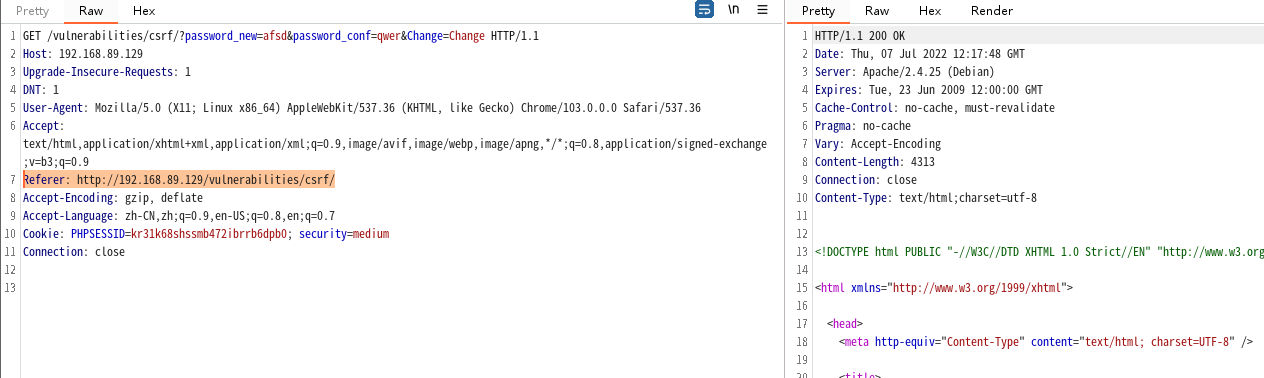 Pretty Raw Hex \n
1 GET /vulnerabilities/csrf/?password_new=afsd&password_conf=qwer&Change=Change HTTP/1.1
2 Host: 192.168.89.129
3 Upgrade-Insecure-Requests: 1
4 DNT: 1
5 User-Agent: Mozilla/5.0 (X11; Linux x86_64) AppleWebKit/537.36 (KHTML, like Gecko) Chrome/103.0.0.0 Safari/537.36
6 Accept:
text/html,application/xhtml+xml,application/xml;q=0.9,image/avif,image/webp,image/apng,*/*;q=0.8,application/signed-exchange
;v=b3;q=0.9
7 Referer: http://192.168.89.129/vulnerabilities/csrf/
8 Accept-Encoding: gzip, deflate
9 Accept-Language: zh-CN,zh;q=0.9,en-US;q=0.8,en;q=0.7
10 Cookie: PHPSESSID=kr31k68shssmb472ibrrb6dpb0; security=medium
11 Connection: close
12
13
Pretty Raw Hex Render
1 HTTP/1.1 200 OK
2 Date: Thu, 07 Jul 2022 12:17:48 GMT
3 Server: Apache/2.4.25 (Debian)
4 Expires: Tue, 23 Jun 2009 12:00:00 GMT
5 Cache-Control: no-cache, must-revalidate
6 Pragma: no-cache
7 Vary: Accept-Encoding
8 Content-Length: 4313
9 Connection: close
10 Content-Type: text/html;charset=utf-8
11
12
13 <!DOCTYPE html PUBLIC "-//W3C//DTD XHTML 1.0 Strict//EN" "http://www.w3.org
14
15 <html xmlns="http://www.w3.org/1999/xhtml">
16
17 <head>
18 <meta http-equiv="Content-Type" content="text/html; charset=UTF-8" />
19
20 <title>